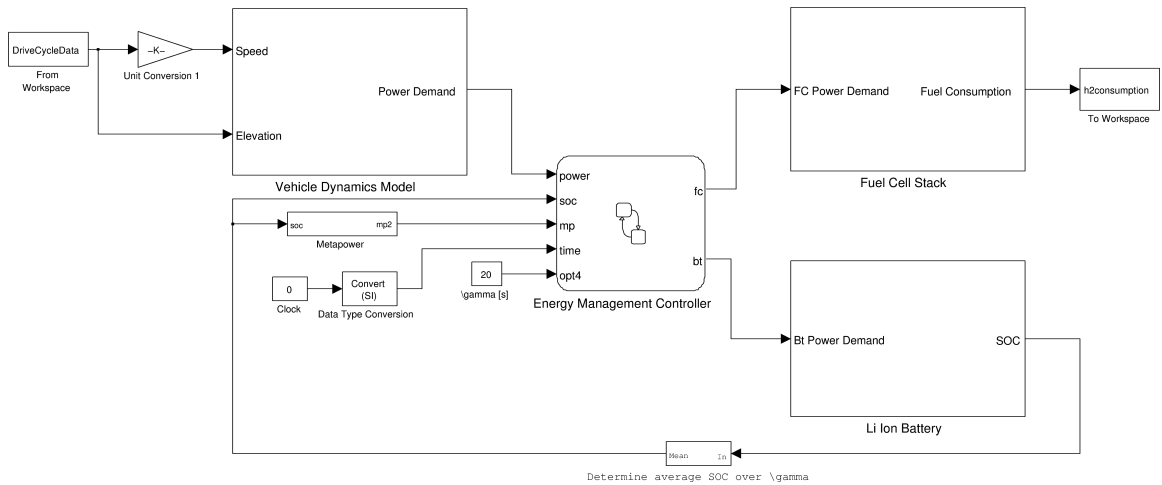 DriveCycleData
From
Workspace
-K-
Unit Conversion 1
Speed
Elevation
Power Demand
Vehicle Dynamics Model
soc
mp2
Metapower
0
Clock
Convert
(SI)
Data Type Conversion
20
\gamma [s]
power
soc
mp
time
opt4
fc
bt
Energy Management Controller
FC Power Demand
Fuel Consumption
Fuel Cell Stack
h2consumption
To Workspace
Bt Power Demand
SOC
Li Ion Battery
Mean
In
Determine average SOC over \gamma